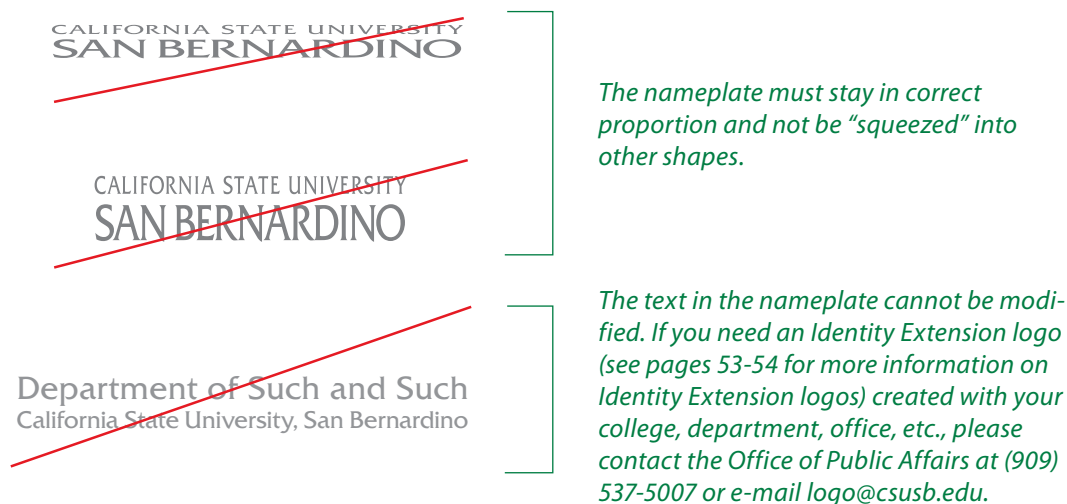 CALIFORNIA STATE UNIVERSITY
SAN BERNARDINO
The nameplate must stay in correct
proportion and not be “squeezed” into
other shapes.
CALIFORNIA STATE UNIVERSITY
SAN BERNARDINO
Department of Such and Such
California State University, San Bernardino
The text in the nameplate cannot be modi-
fied. If you need an Identity Extension logo
(see pages 53-54 for more information on
Identity Extension logos) created with your
college, department, office, etc., please
contact the Office of Public Affairs at (909)
537-5007 or e-mail logo@csusb.edu.